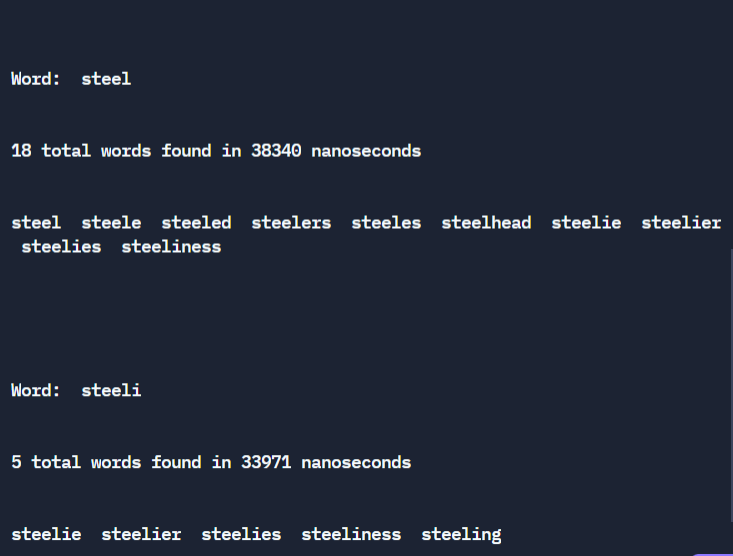 Word:  steel
18 total words found in 38340 nanoseconds
steel  steele  steeled  steelers  steeles  steelhead  steelie  steelier
steelies  steeliness
Word:  steeli
5 total words found in 33971 nanoseconds
steelie  steelier  steelies  steeliness  steeling